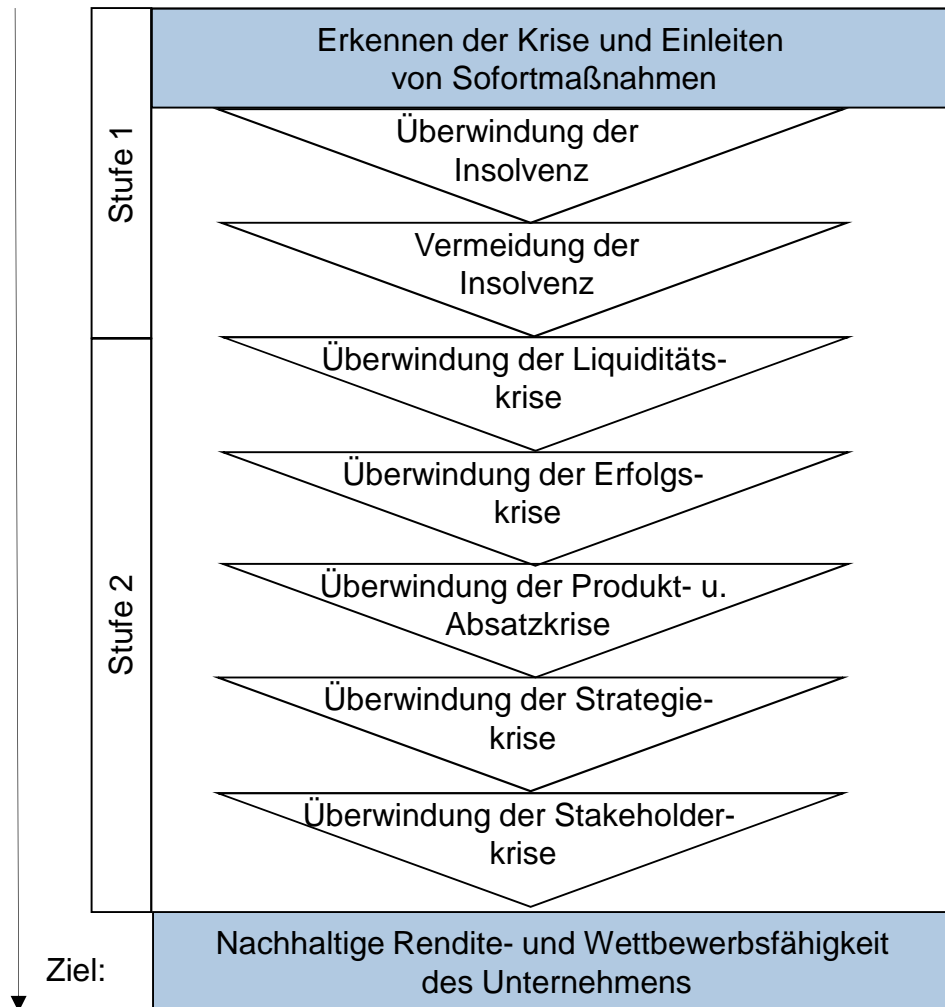 Erkennen der Krise und Einleiten
von Sofortmaßnahmen
Stufe 1
Überwindung der
Insolvenz
Vermeidung der
Insolvenz
Stufe 2
Überwindung der Liquiditäts-
krise
Überwindung der Erfolgs-
krise
Überwindung der Produkt- u.
Absatzkrise
Überwindung der Strategie-
krise
Überwindung der Stakeholder-
krise
Ziel:
Nachhaltige Rendite- und Wettbewerbsfähigkeit
des Unternehmens